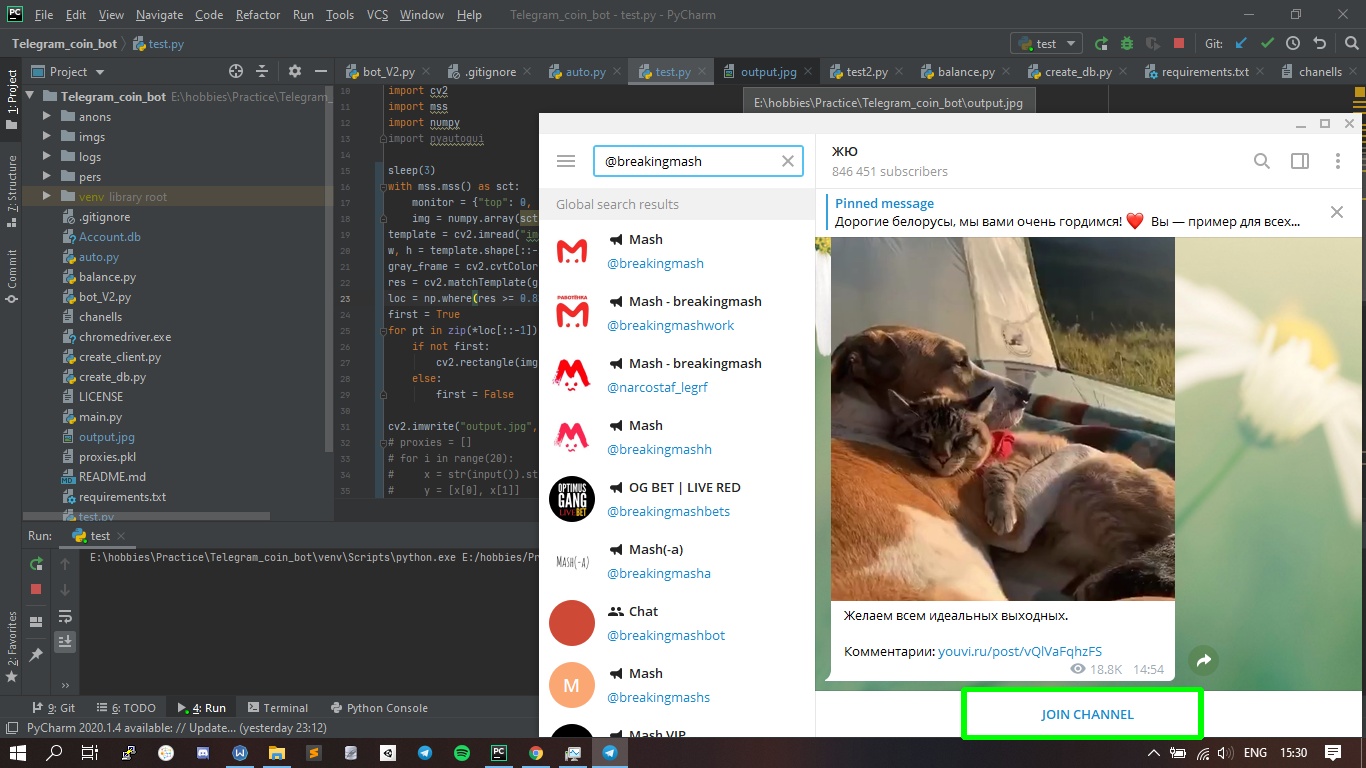 File Edit View Navigate Code Refactor Run Tools VCS Window Help Telegram_coin_bot - test.py - PyCharm
Telegram_coin_bot test.py test Git:
Project bot_V2.py .gitignore auto.py test.py output.jpg test2.py balance.py create_db.py requirements.txt chanells
1: Project
7: Structure
Commit
2: Favorites
Telegram_coin_bot E:\hobbies\Practice\Telegram_
anons
imgs
logs
pers
venv library root
.gitignore
Account.db
auto.py
balance.py
bot_V2.py
chanells
chromedriver.exe
create_client.py
create_db.py
LICENSE
main.py
output.jpg
proxies.pkl
README.md
requirements.txt
test.py
10 import cv2
11 import mss
12 import numpy
13 import pyautogui
14
15 sleep(3)
16 with mss.mss() as sct:
17 monitor = {"top": 0,
18 img = numpy.array(sct
19 template = cv2.imread("im
20 w, h = template.shape[::-
21 gray_frame = cv2.cvtColor
22 res = cv2.matchTemplate(g
23 loc = np.where(res >= 0.8
24 first = True
25 for pt in zip(*loc[::-1])
26 if not first:
27 cv2.rectangle(img
28 else:
29 first = False
30
31 cv2.imwrite("output.jpg",
32 # proxies = []
33 # for i in range(20):
34 # x = str(input()).st
35 # y = [x[0], x[1]]
E:\hobbies\Practice\Telegram_coin_bot\output.jpg
@breakingmash
Global search results
Mash
@breakingmash
РАБОТЁНКА
Mash - breakingmash
@breakingmashwork
Mash - breakingmash
@narcostaf_legrf
Mash
@breakingmashh
OPTIMUS
GANG
LIVE BET
OG BET | LIVE RED
@breakingmashbets
MASH(-A)
Mash(-a)
@breakingmasha
Chat
@breakingmashbot
M
Mash
@breakingmashs
Mash VIP
ЖЮ
846 451 subscribers
Pinned message
Дорогие белорусы, мы вами очень гордимся! ❤️ Вы — пример для всех...
Желаем всем идеальных выходных.
Комментарии: youvi.ru/post/vQlVaFqhzFS
18.8K 14:54
JOIN CHANNEL
Run: test
E:\hobbies\Practice\Telegram_coin_bot\venv\Scripts\python.exe E:/hobbies/Pr
9: Git 6: TODO 4: Run Terminal Python Console
PyCharm 2020.1.4 available: // Update... (yesterday 23:12)
ENG 15:30